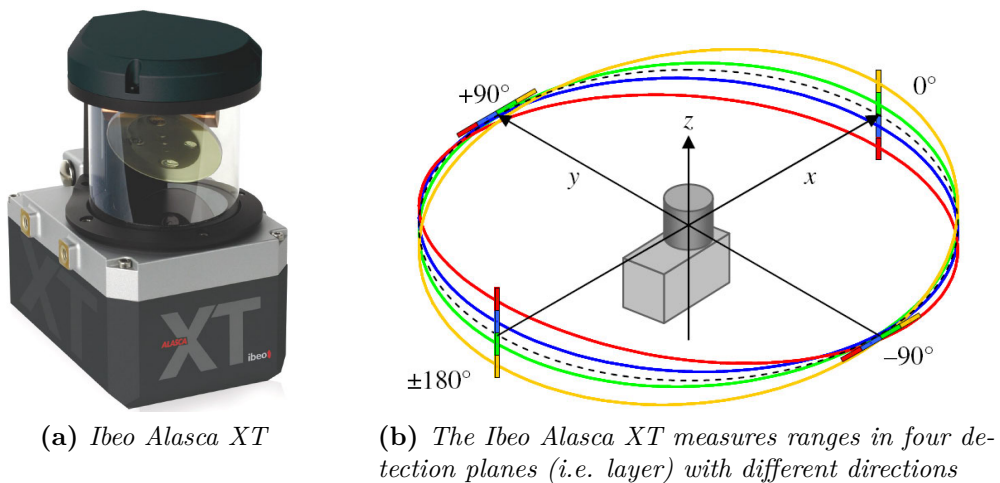 XT
XT
ALASCA
ibeo
+90°
0°
z
y
x
±180°
–90°
(a) Ibeo Alasca XT
(b) The Ibeo Alasca XT measures ranges in four de-
tection planes (i.e. layer) with different directions